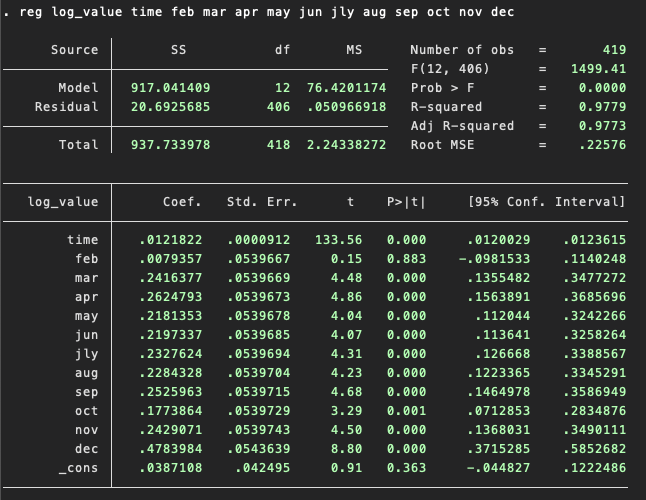 . reg log_value time feb mar apr may jun jly aug sep oct nov dec
Source SS df MS Number of obs = 419
F(12, 406) = 1499.41
Model 917.041409 12 76.4201174 Prob > F = 0.0000
Residual 20.6925685 406 .050966918 R-squared = 0.9779
Adj R-squared = 0.9773
Total 937.733978 418 2.24338272 Root MSE = .22576
log_value Coef. Std. Err. t P>|t| [95% Conf. Interval]
time .0121822 .0000912 133.56 0.000 .0120029 .0123615
feb .0079357 .0539667 0.15 0.883 -.0981533 .1140248
mar .2416377 .0539669 4.48 0.000 .1355482 .3477272
apr .2624793 .0539673 4.86 0.000 .1563891 .3685696
may .2181353 .0539678 4.04 0.000 .112044 .3242266
jun .2197337 .0539685 4.07 0.000 .113641 .3258264
jly .2327624 .0539694 4.31 0.000 .126668 .3388567
aug .2284328 .0539704 4.23 0.000 .1223365 .3345291
sep .2525963 .0539715 4.68 0.000 .1464978 .3586949
oct .1773864 .0539729 3.29 0.001 .0712853 .2834876
nov .2429071 .0539743 4.50 0.000 .1368031 .3490111
dec .4783984 .0543639 8.80 0.000 .3715285 .5852682
_cons .0387108 .042495 0.91 0.363 -.044827 .1222486